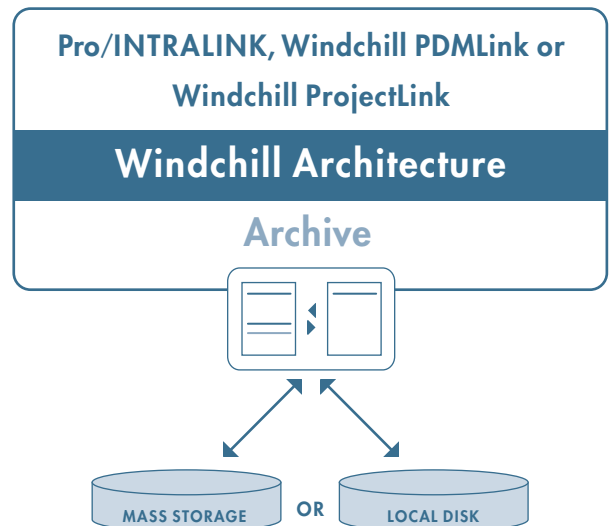 Pro/INTRALINK, Windchill PDMLink or
Windchill ProjectLink
Windchill Architecture
Archive
MASS STORAGE
OR
LOCAL DISK